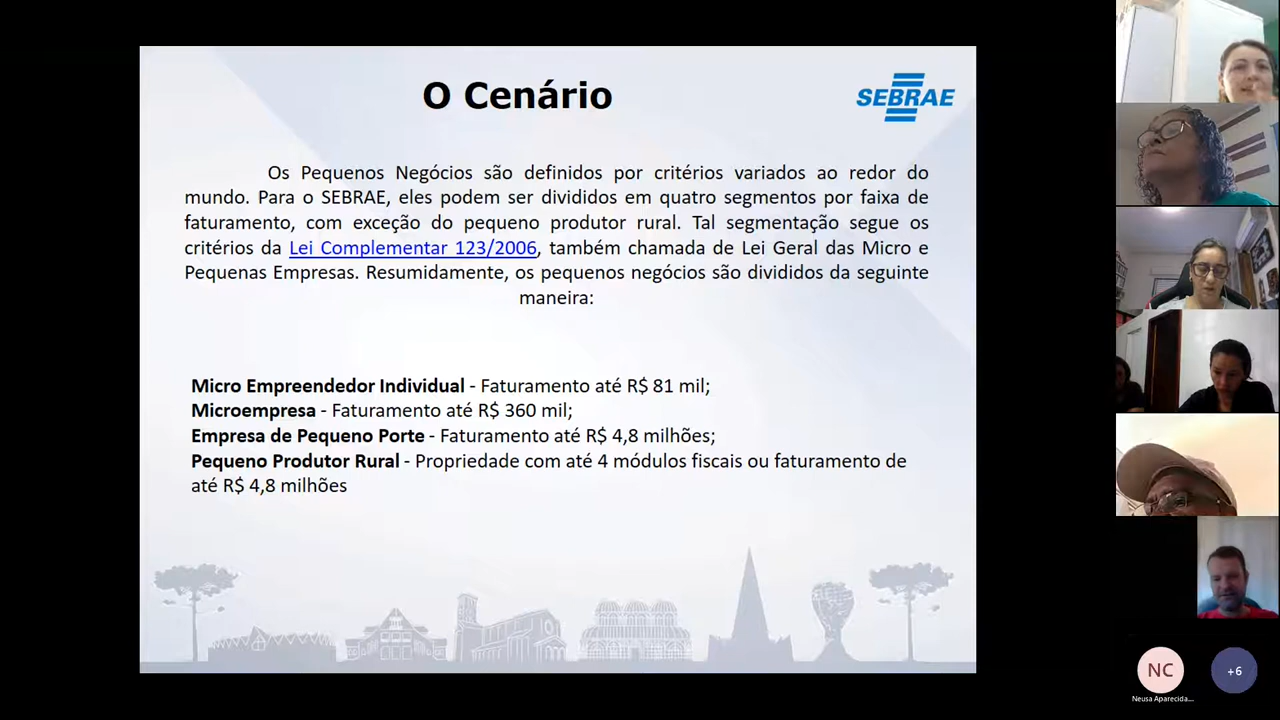 O Cenário
SEBRAE
Os Pequenos Negócios são definidos por critérios variados ao redor do
mundo. Para o SEBRAE, eles podem ser divididos em quatro segmentos por faixa de
faturamento, com exceção do pequeno produtor rural. Tal segmentação segue os
critérios da Lei Complementar 123/2006, também chamada de Lei Geral das Micro e
Pequenas Empresas. Resumidamente, os pequenos negócios são divididos da seguinte
maneira:
Micro Empreendedor Individual - Faturamento até R$ 81 mil;
Microempresa - Faturamento até R$ 360 mil;
Empresa de Pequeno Porte - Faturamento até R$ 4,8 milhões;
Pequeno Produtor Rural - Propriedade com até 4 módulos fiscais ou faturamento de
até R$ 4,8 milhões
NC
+6
Neusa Aparecida...